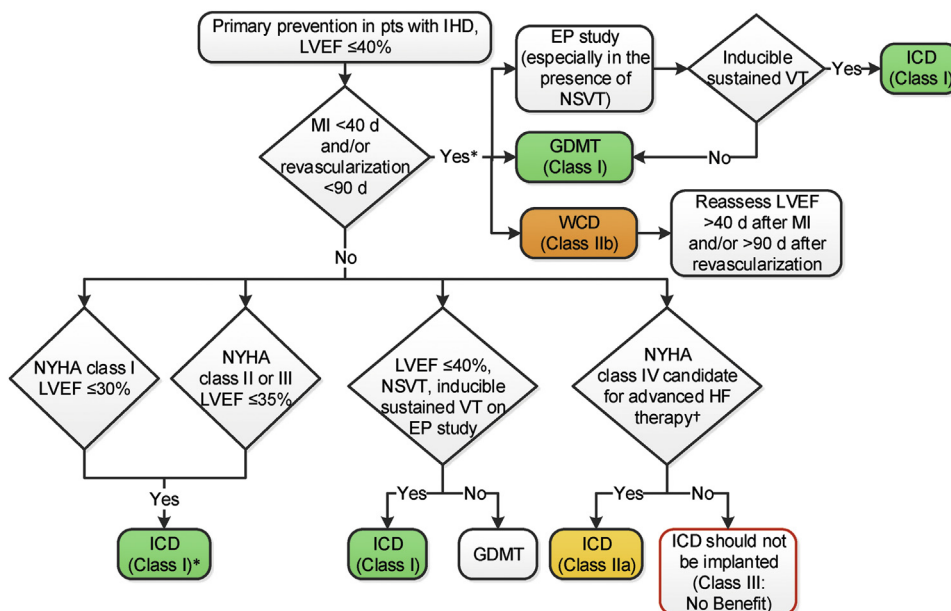 Primary prevention in pts with IHD,
LVEF ≤40%
EP study
(especially in the
presence of
NSVT)
Inducible
sustained VT
Yes
ICD
(Class I)
MI <40 d
and/or
revascularization
<90 d
Yes*
GDMT
(Class I)
No
WCD
(Class IIb)
Reassess LVEF
>40 d after MI
and/or >90 d after
revascularization
No
NYHA class I
LVEF ≤30%
NYHA
class II or III
LVEF ≤35%
LVEF ≤40%,
NSVT, inducible
sustained VT on
EP study
NYHA
class IV candidate
for advanced HF
therapy†
Yes
Yes
No
Yes
No
ICD
(Class I)*
ICD
(Class I)
GDMT
ICD
(Class IIa)
ICD should not
be implanted
(Class III:
No Benefit)